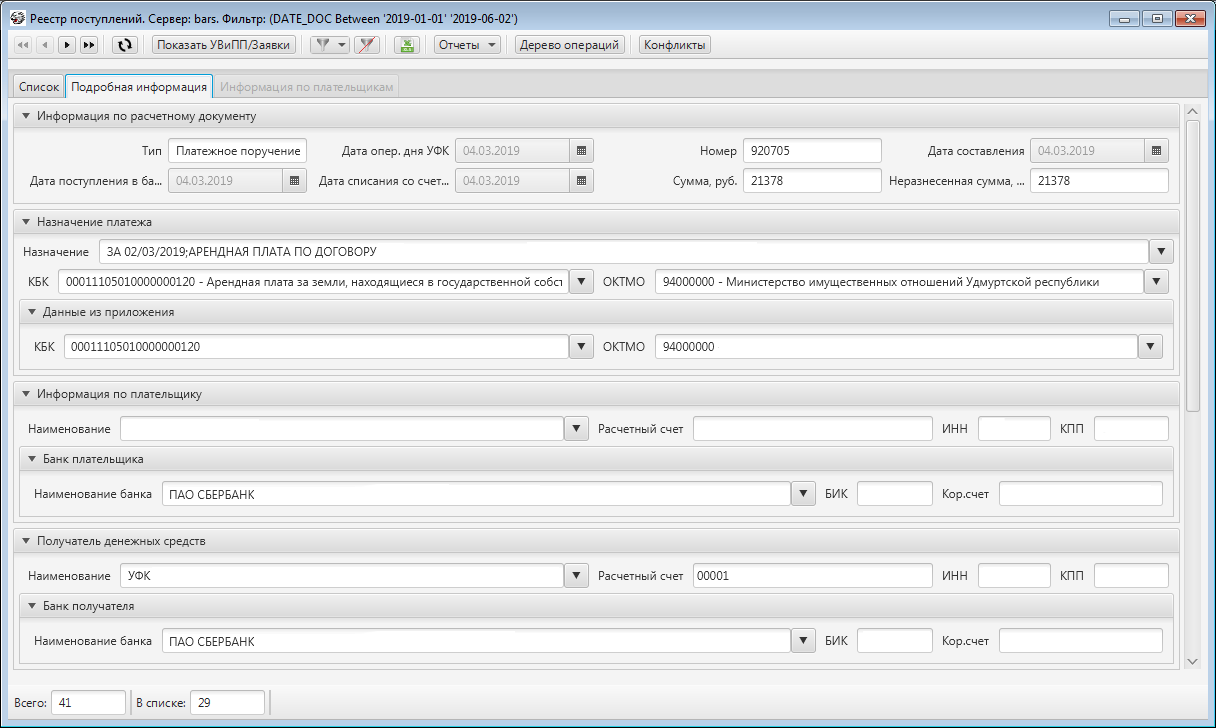 Реестр поступлений. Сервер: bars. Фильтр: (DATE_DOC Between '2019-01-01' '2019-06-02')
Показать УВиПП/Заявки Отчеты Дерево операций Конфликты
Список Подробная информация Информация по плательщикам
Информация по расчетному документу
Тип Платежное поручение Дата опер. дня УФК 04.03.2019 Номер 920705 Дата составления 04.03.2019
Дата поступления в ба... 04.03.2019 Дата списания со счет... 04.03.2019 Сумма, руб. 21378 Неразнесенная сумма, ... 21378
Назначение платежа
Назначение ЗА 02/03/2019;АРЕНДНАЯ ПЛАТА ПО ДОГОВОРУ
КБК 00011105010000000120 - Арендная плата за земли, находящиеся в государственной собст ОКТМО 94000000 - Министерство имущественных отношений Удмуртской республики
Данные из приложения
КБК 00011105010000000120 ОКТМО 94000000
Информация по плательщику
Наименование Расчетный счет ИНН КПП
Банк плательщика
Наименование банка ПАО СБЕРБАНК БИК Кор.счет
Получатель денежных средств
Наименование УФК Расчетный счет 00001 ИНН КПП
Банк получателя
Наименование банка ПАО СБЕРБАНК БИК Кор.счет
Всего: 41 В списке: 29